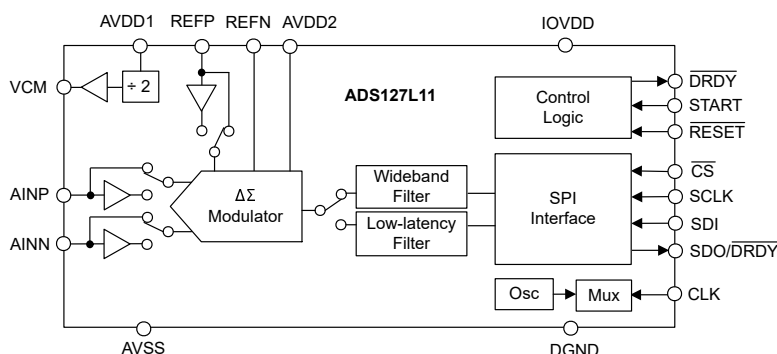 AVDD1 REFP REFN AVDD2 IOVDD
VCM ÷ 2
ADS127L11
Control
Logic
DRDY
START
RESET
AINP
AINN
ΔΣ
Modulator
Wideband
Filter
Low-latency
Filter
SPI
Interface
CS
SCLK
SDI
SDO/DRDY
Osc Mux CLK
AVSS DGND